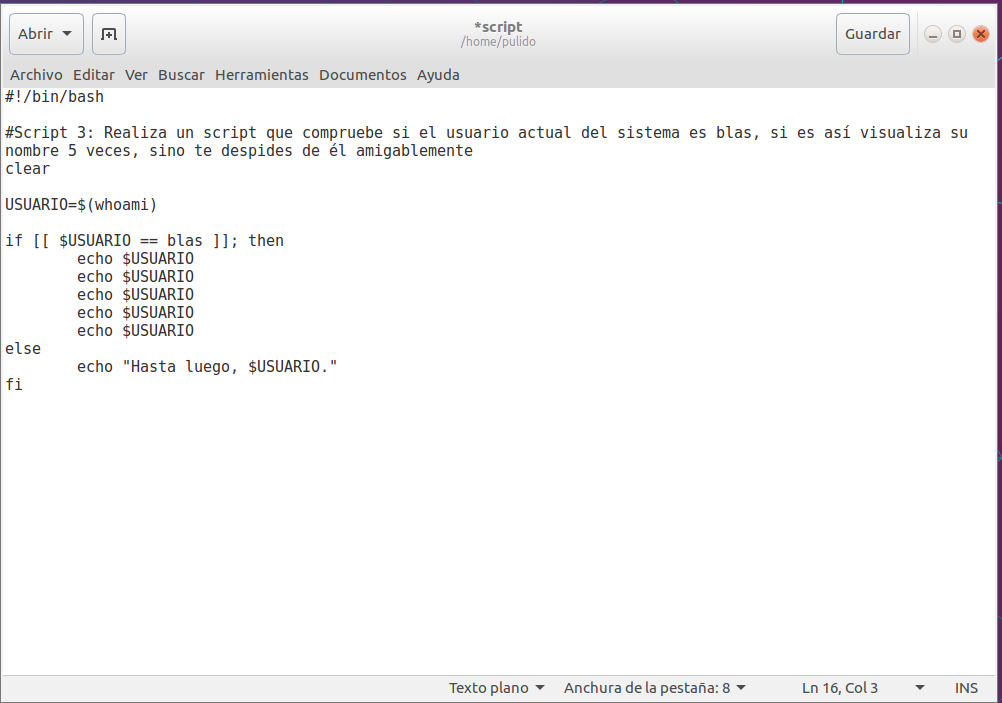 Abrir
*script
/home/pulido
Guardar
Archivo Editar Ver Buscar Herramientas Documentos Ayuda
#!/bin/bash
#Script 3: Realiza un script que compruebe si el usuario actual del sistema es blas, si es así visualiza su
nombre 5 veces, sino te despides de él amigablemente
clear
USUARIO=$(whoami)
if [[ $USUARIO == blas ]]; then
echo $USUARIO
echo $USUARIO
echo $USUARIO
echo $USUARIO
echo $USUARIO
else
echo "Hasta luego, $USUARIO."
fi
Texto plano Anchura de la pestaña: 8 Ln 16, Col 3 INS